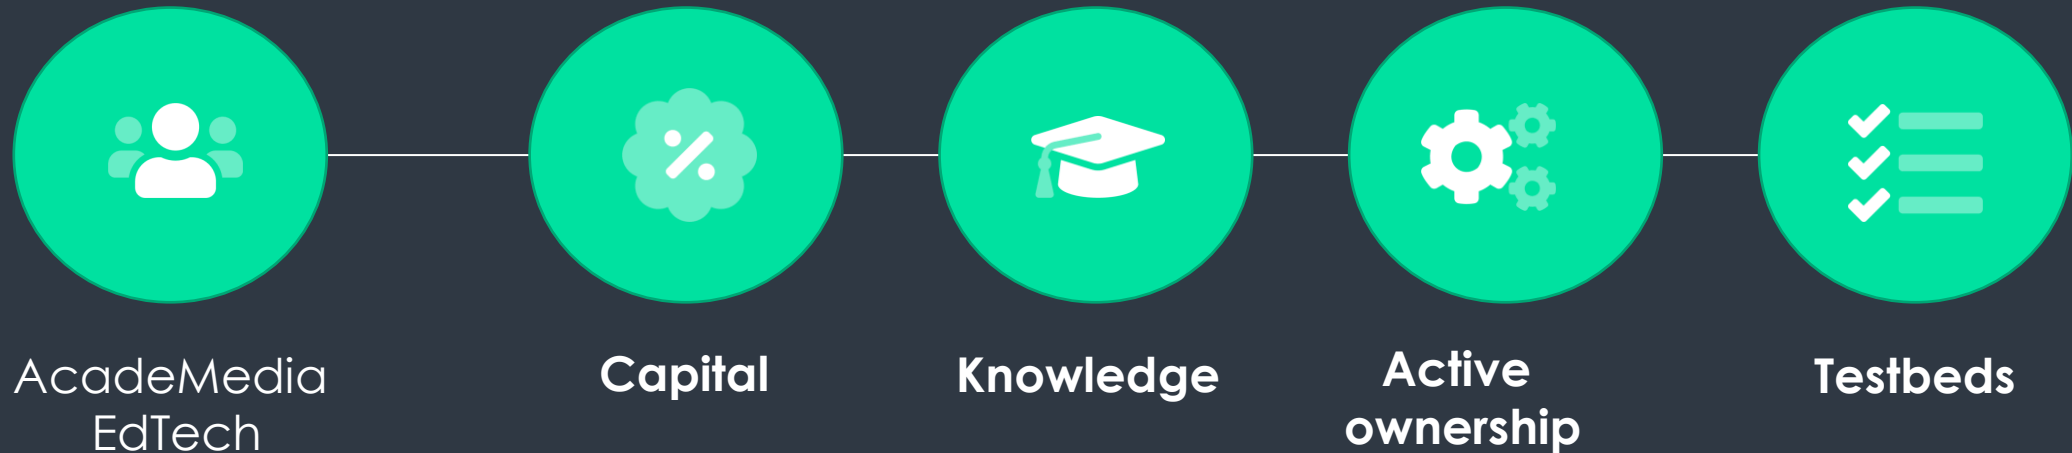 AcadeMedia
EdTech
Capital
Knowledge
Active
ownership
Testbeds